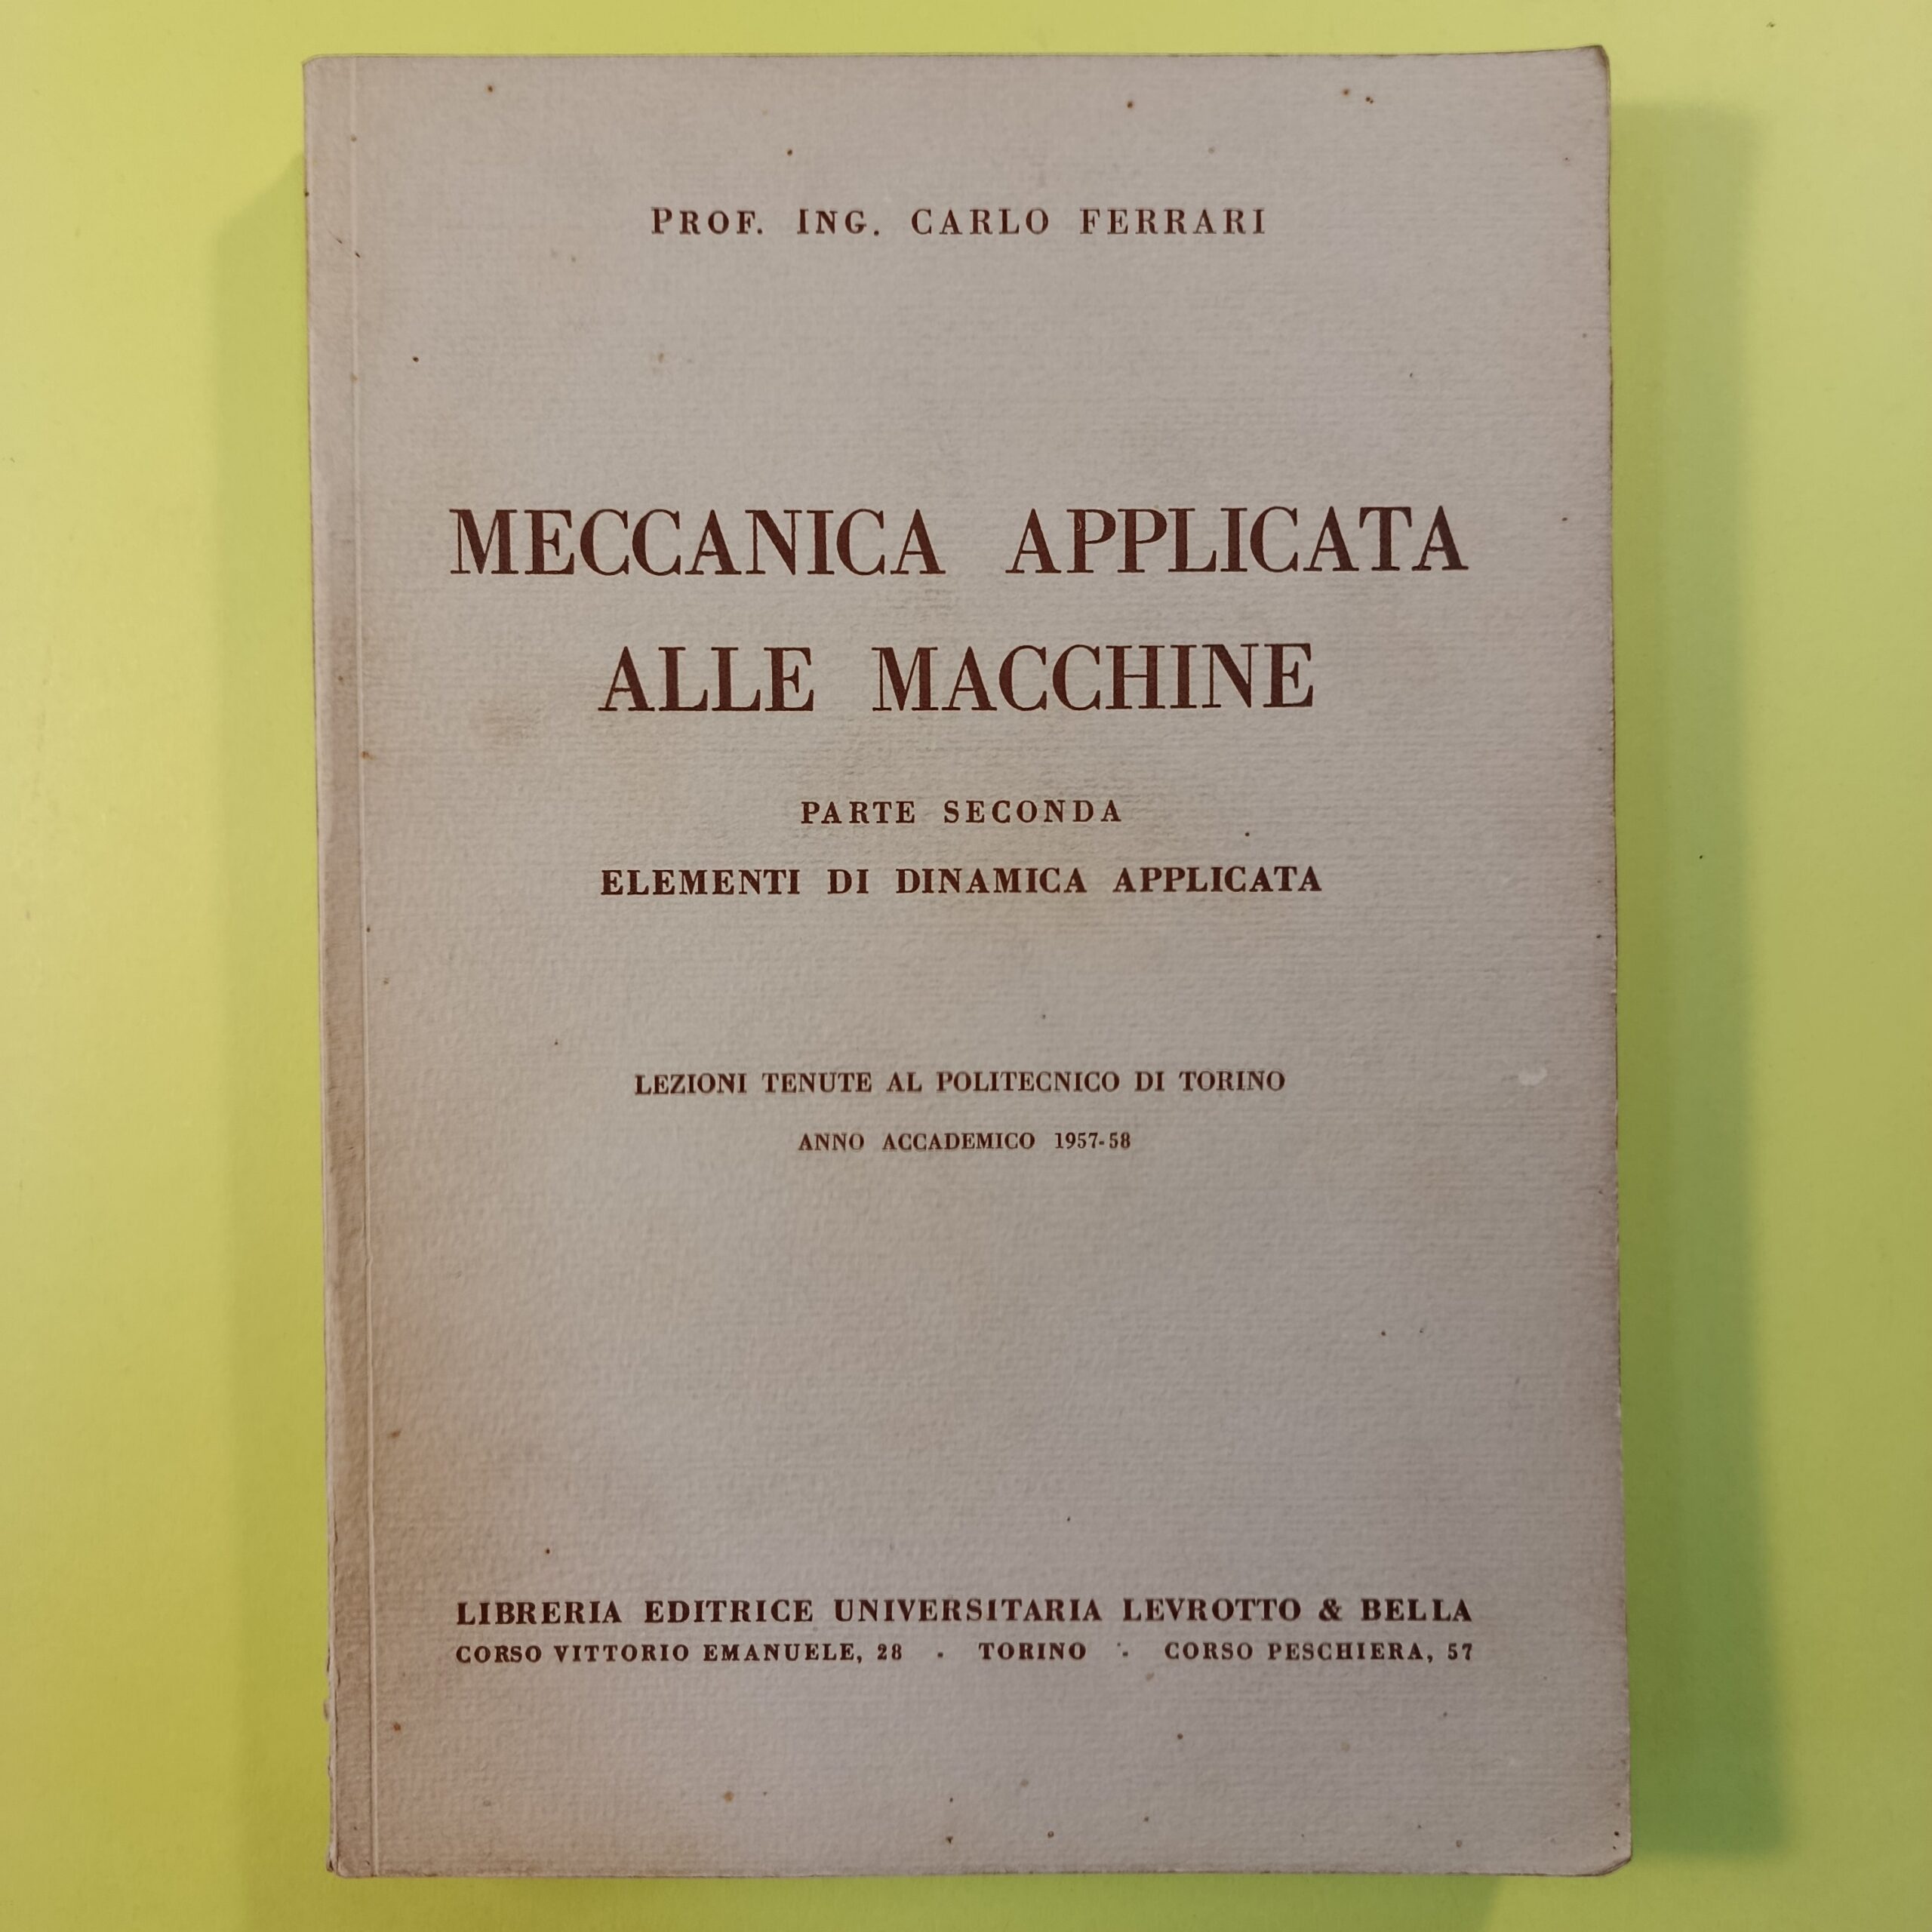 PROF. ING. CARLO FERRARI
MECCANICA APPLICATA
ALLE MACCHINE
PARTE SECONDA
ELEMENTI DI DINAMICA APPLICATA
LEZIONI TENUTE AL POLITECNICO DI TORINO
ANNO ACCADEMICO 1957-58
LIBRERIA EDITRICE UNIVERSITARIA LEVROTTO & BELLA
CORSO VITTORIO EMANUELE, 28 · TORINO · CORSO PESCHIERA, 57